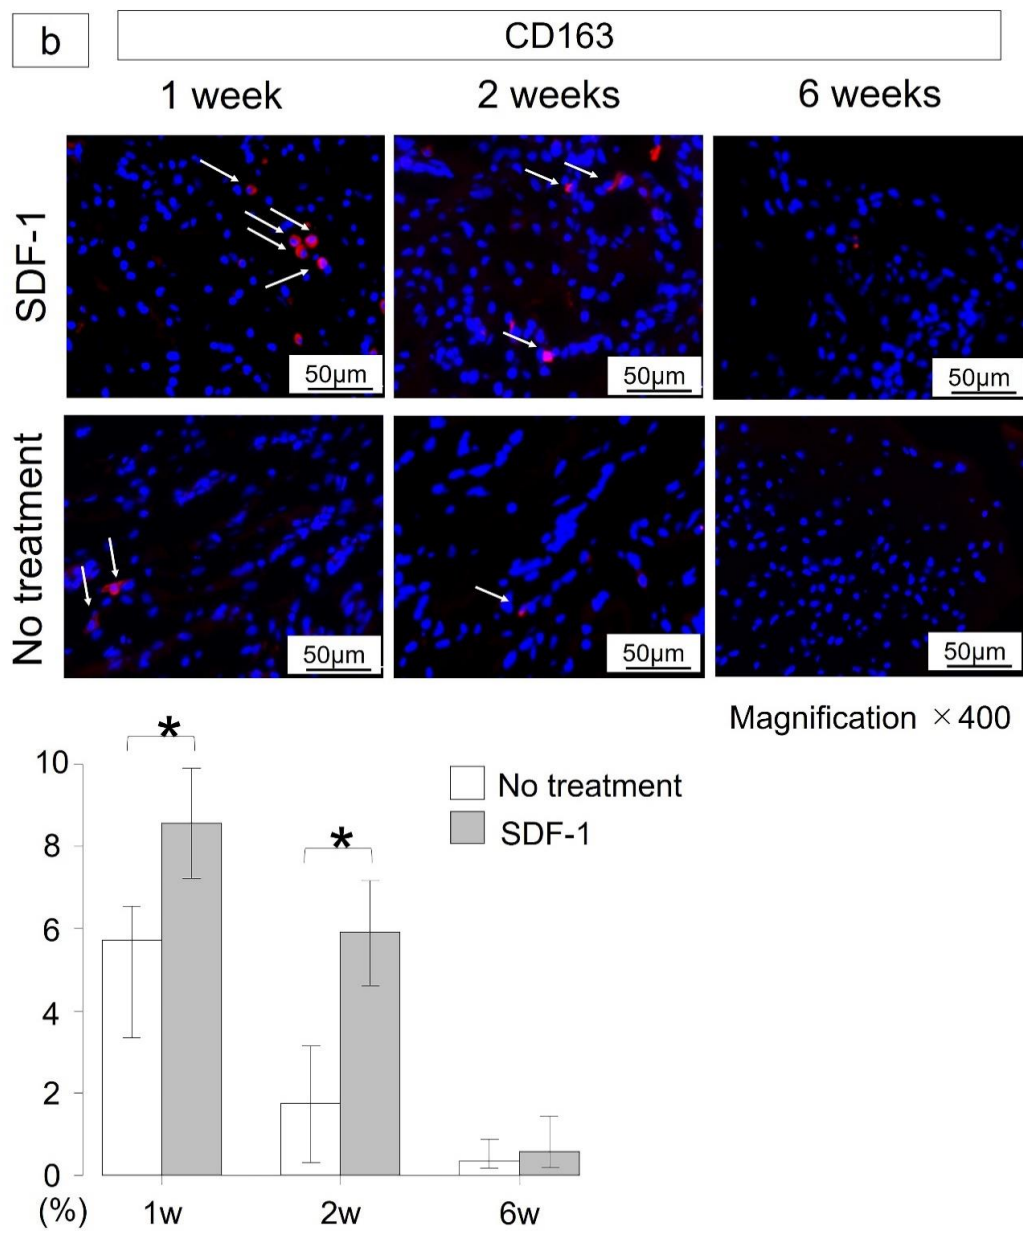 b
CD163
1 week
2 weeks
6 weeks
SDF-1
50μm
50μm
50μm
No treatment
50μm
50μm
50μm
Magnification ×400
*
*
10
8
6
4
2
0
(%)
1w
2w
6w
No treatment
SDF-1